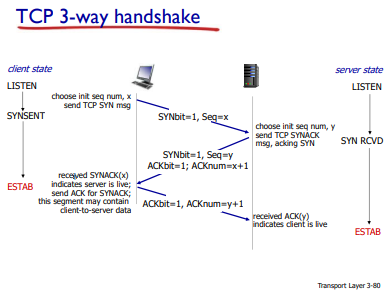 TCP 3-way handshake
client state
server state
LISTEN
LISTEN
choose init seq num, x
send TCP SYN msg
SYNSENT
SYNbit=1, Seq=x
choose init seq num, y
send TCP SYNACK
msg, acking SYN
SYN RCVD
SYNbit=1, Seq=y
ACKbit=1; ACKnum=x+1
received SYNACK(x)
indicates server is live;
send ACK for SYNACK;
this segment may contain
client-to-server data
ESTAB
ACKbit=1, ACKnum=y+1
received ACK(y)
indicates client is live
ESTAB
Transport Layer 3-80